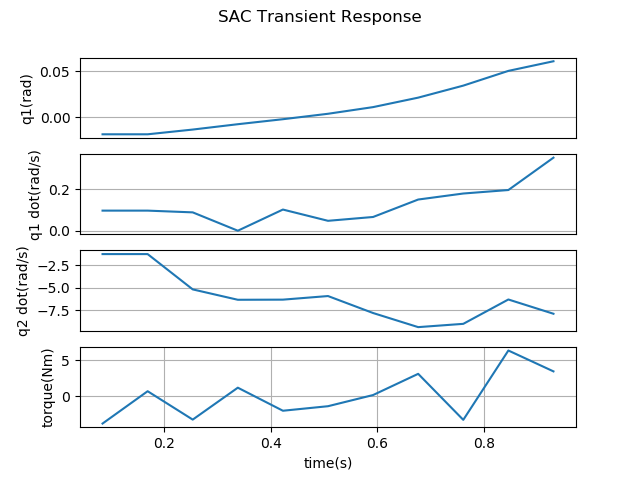 SAC Transient Response
q1(rad)
0.05
0.00
q1 dot(rad/s)
0.2
0.0
q2 dot(rad/s)
−2.5
−5.0
−7.5
torque(Nm)
5
0
0.2 0.4 0.6 0.8
time(s)